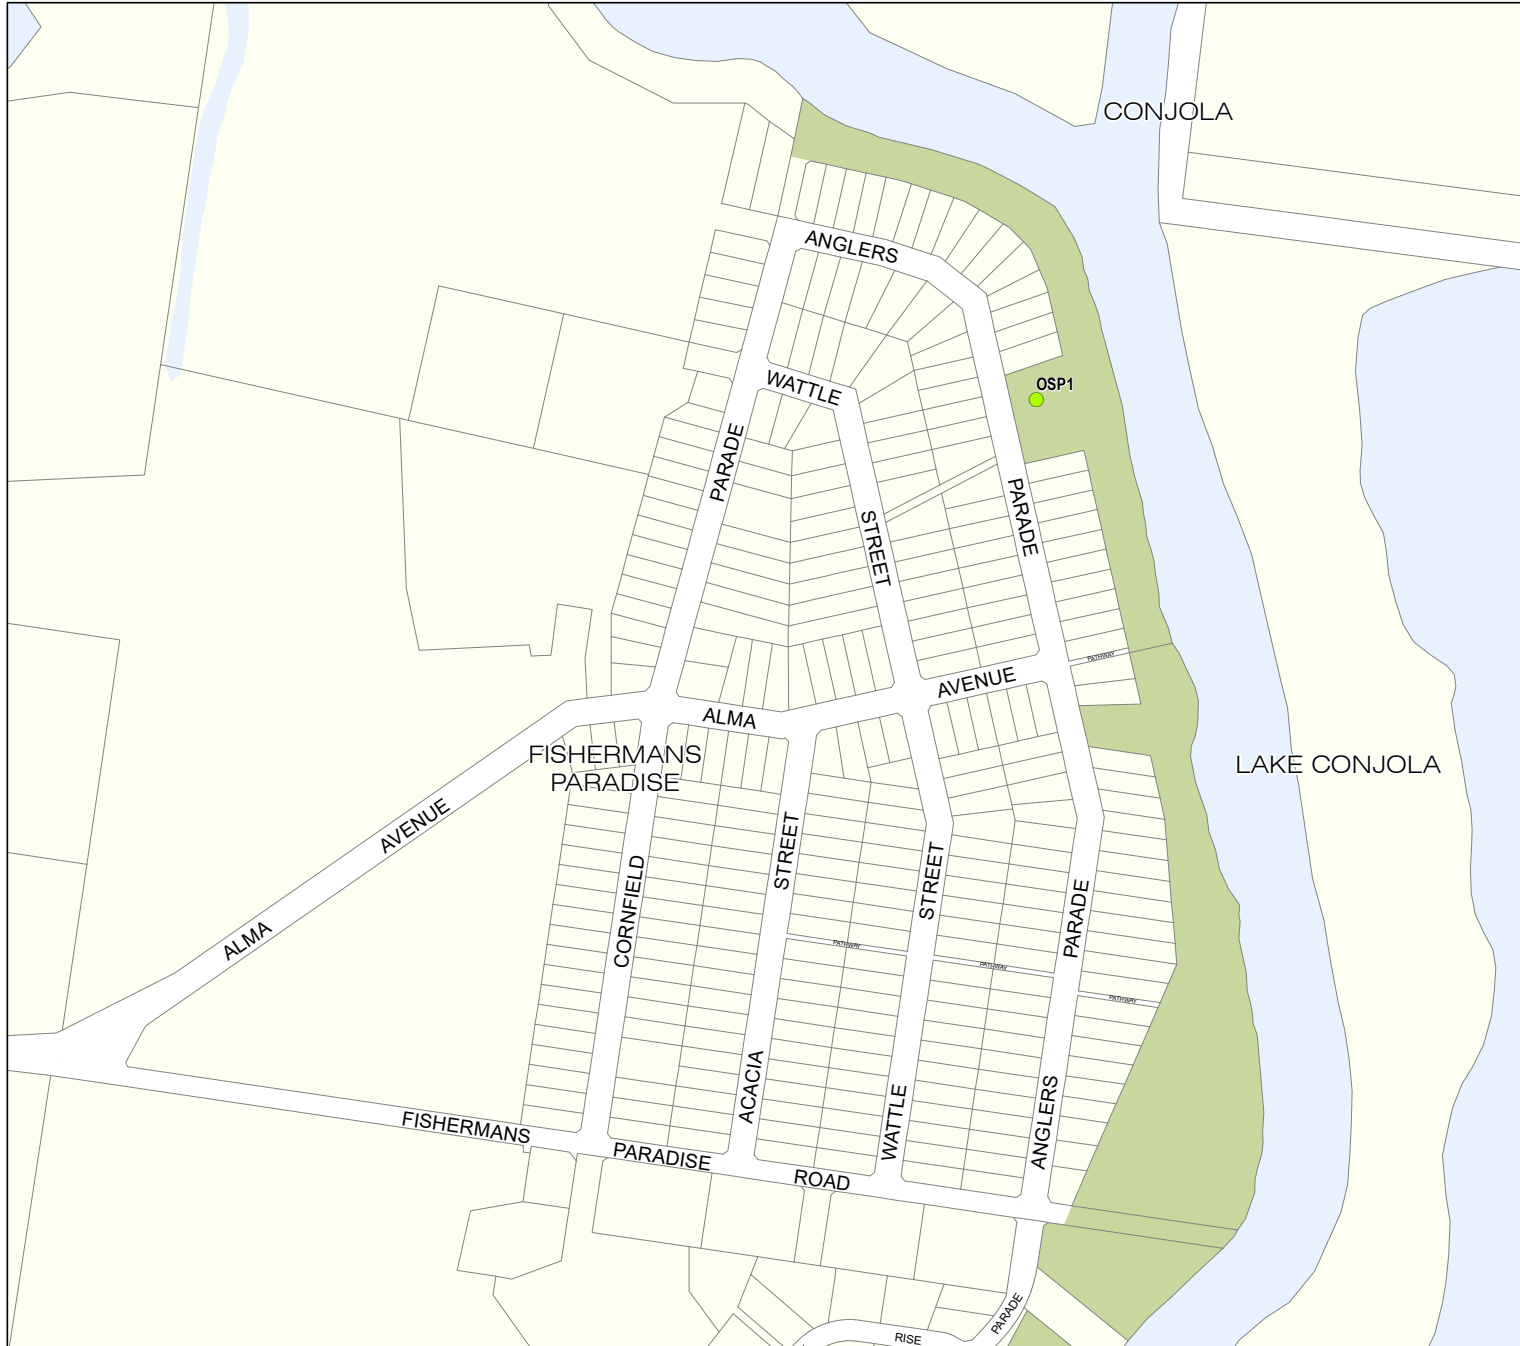 CONJOLA
ANGLERS
WATTLE
OSP1
PARADE
PARADE
STREET
PATHWAY
AVENUE
ALMA
FISHERMANS
PARADISE
LAKE CONJOLA
AVENUE
STREET
STREET
CORNFIELD
PARADE
ALMA
PATHWAY
PATHWAY
PATHWAY
ACACIA
WATTLE
ANGLERS
FISHERMANS
PARADISE
ROAD
PARADE
RISE